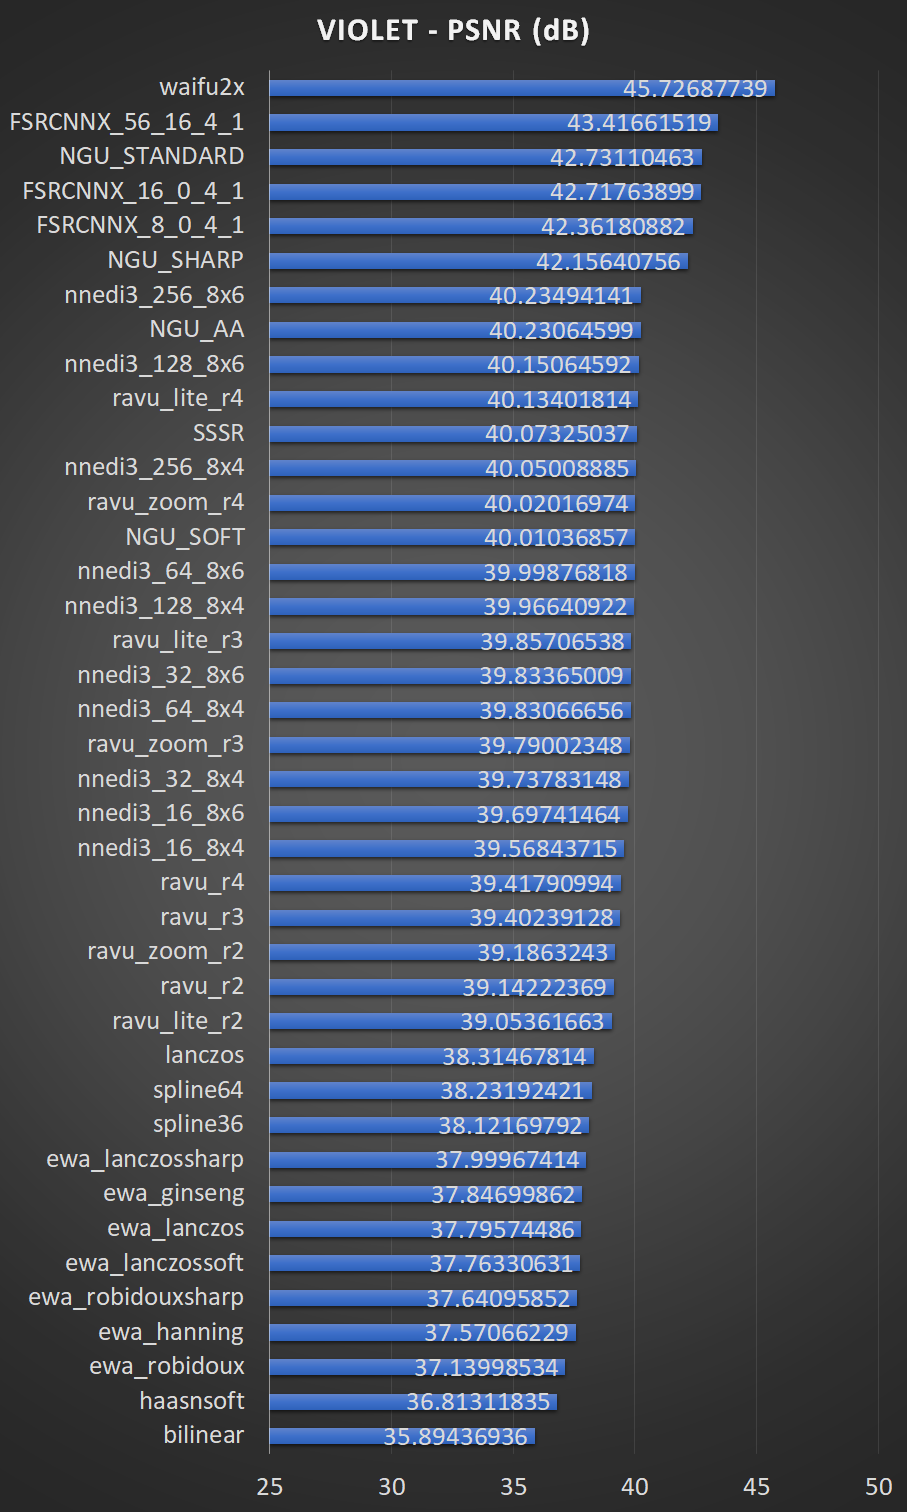 VIOLET - PSNR (dB)
waifu2x 45.72687739
FSRCNNX_56_16_4_1 43.41661519
NGU_STANDARD 42.73110463
FSRCNNX_16_0_4_1 42.71763899
FSRCNNX_8_0_4_1 42.36180882
NGU_SHARP 42.15640756
nnedi3_256_8x6 40.23494141
NGU_AA 40.23064599
nnedi3_128_8x6 40.15064592
ravu_lite_r4 40.13401814
SSSR 40.07325037
nnedi3_256_8x4 40.05008885
ravu_zoom_r4 40.02016974
NGU_SOFT 40.01036857
nnedi3_64_8x6 39.99876818
nnedi3_128_8x4 39.96640922
ravu_lite_r3 39.85706538
nnedi3_32_8x6 39.83365009
nnedi3_64_8x4 39.83066656
ravu_zoom_r3 39.79002348
nnedi3_32_8x4 39.73783148
nnedi3_16_8x6 39.69741464
nnedi3_16_8x4 39.56843715
ravu_r4 39.41790994
ravu_r3 39.40239128
ravu_zoom_r2 39.1863243
ravu_r2 39.14222369
ravu_lite_r2 39.05361663
lanczos 38.31467814
spline64 38.23192421
spline36 38.12169792
ewa_lanczossharp 37.99967414
ewa_ginseng 37.84699862
ewa_lanczos 37.79574486
ewa_lanczossoft 37.76330631
ewa_robidouxsharp 37.64095852
ewa_hanning 37.57066229
ewa_robidoux 37.13998534
haasnsoft 36.81311835
bilinear 35.89436936
25 30 35 40 45 50